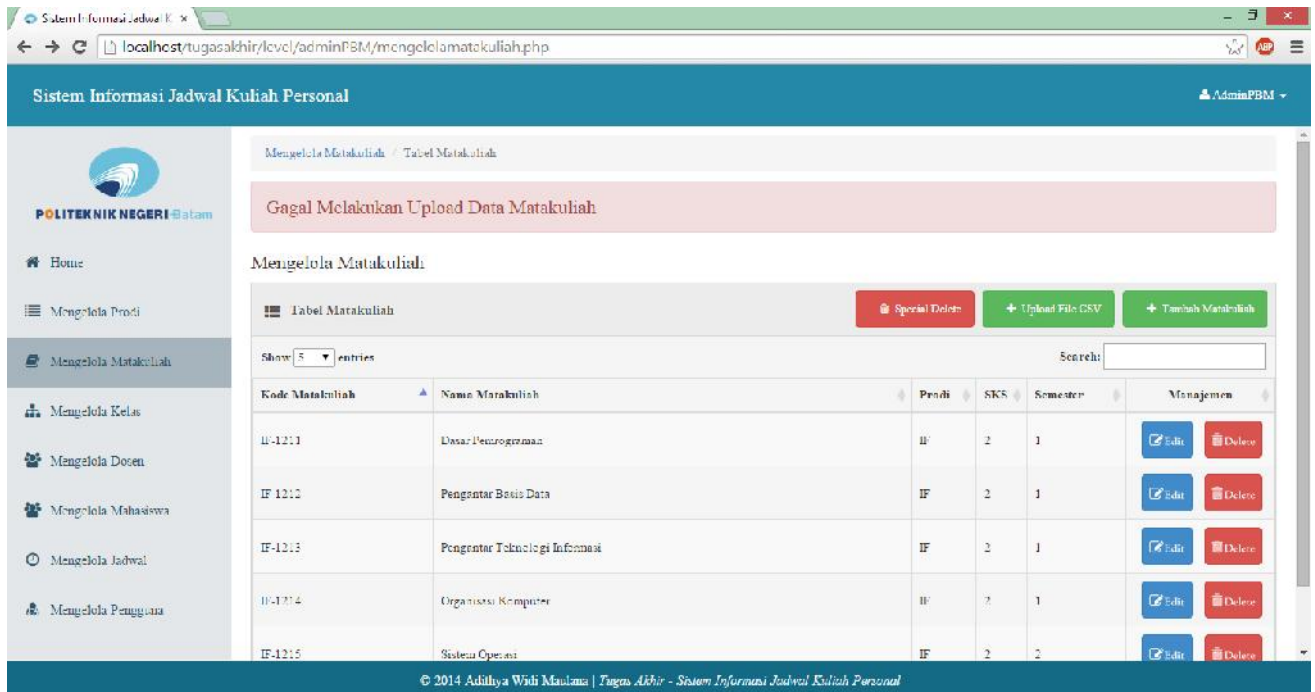 Sistem Informasi Jadwal K
localhost/tugasakhir/level/adminPBM/mengelolamatakuliah.php
ABP
Sistem Informasi Jadwal Kuliah Personal
AdminPBM
POLITEKNIK NEGERI Batam
Home
Mengelola Prodi
Mengelola Matakuliah
Mengelola Kelas
Mengelola Dosen
Mengelola Mahasiswa
Mengelola Jadwal
Mengelola Pengguna
Mengelola Matakuliah / Tabel Matakuliah
Gagal Melakukan Upload Data Matakuliah
Mengelola Matakuliah
Tabel Matakuliah
Special Delete
+ Upload File CSV
+ Tambah Matakuliah
Show 5 entries
Search:
Kode Matakuliah Nama Matakuliah Prodi SKS Semester Manajemen
IF-1211 Dasar Pemrograman IF 2 1 Edit Delete
IF-1212 Pengantar Basis Data IF 2 1 Edit Delete
IF-1213 Pengantar Teknologi Informasi IF 2 1 Edit Delete
IF-1214 Organisasi Komputer IF 2 1 Edit Delete
IF-1215 Sistem Operasi IF 2 2 Edit Delete
© 2014 Adithya Widi Maulana | Tugas Akhir - Sistem Informasi Jadwal Kuliah Personal